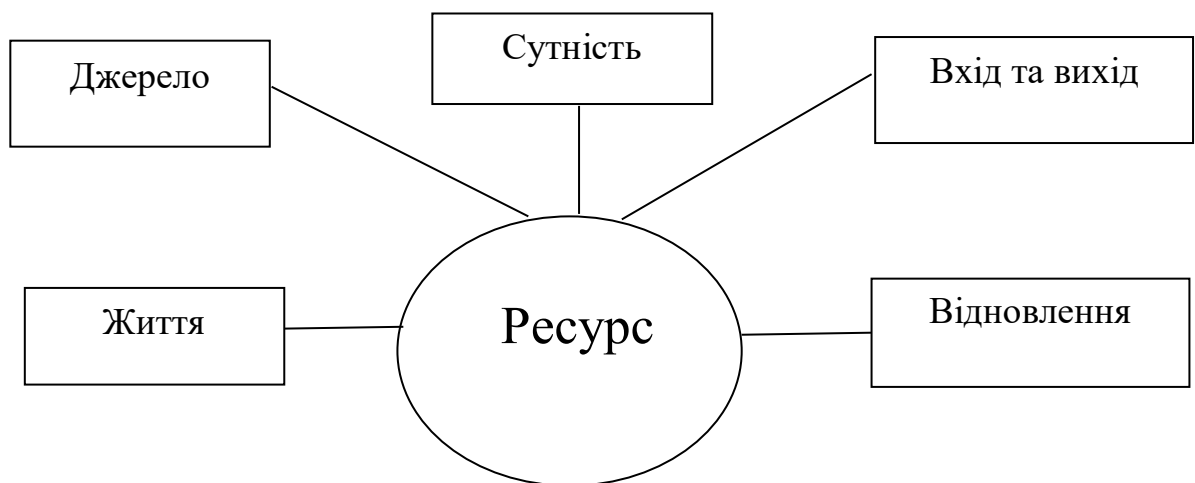 Джерело
Сутність
Вхід та вихід
Життя
Ресурс
Відновлення